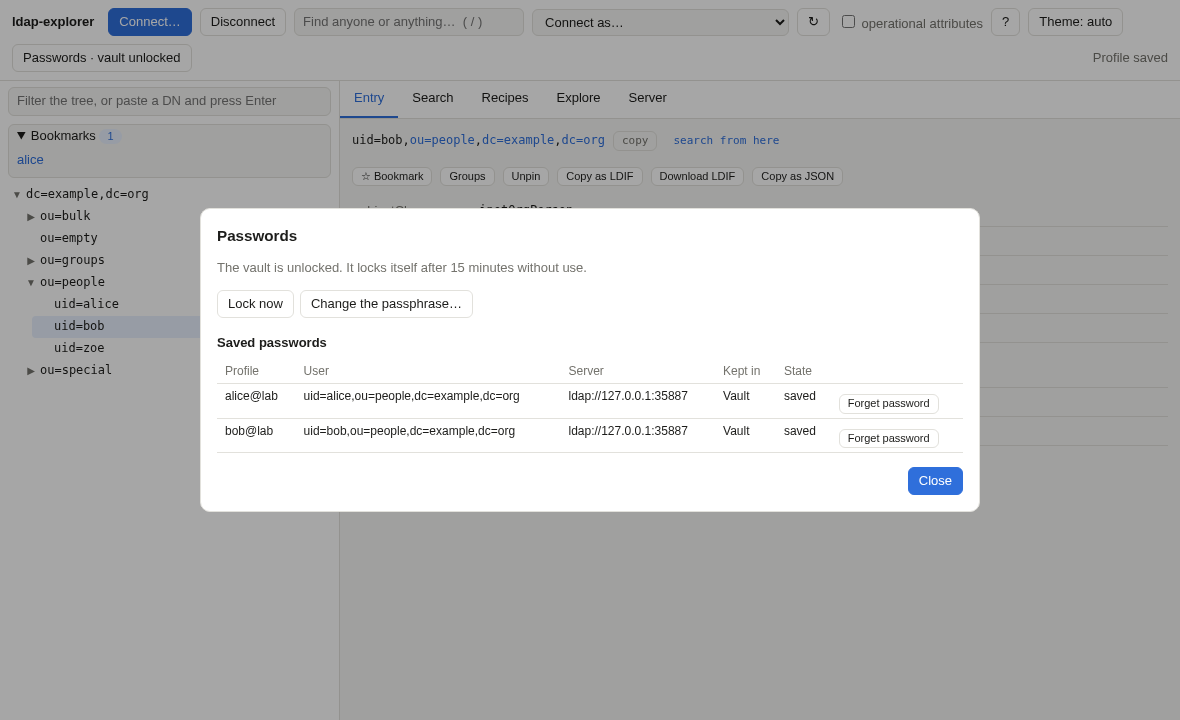 ldap-explorer Connect… Disconnect Find anyone or anything… ( / ) Connect as… ↻ operational attributes ? Theme: auto
Passwords · vault unlocked Profile saved
Filter the tree, or paste a DN and press Enter
Entry Search Recipes Explore Server
▼ Bookmarks 1
alice
uid=bob,ou=people,dc=example,dc=org copy search from here
☆ Bookmark Groups Unpin Copy as LDIF Download LDIF Copy as JSON
▼ dc=example,dc=org
▶ ou=bulk
ou=empty
▶ ou=groups
▼ ou=people
uid=alice
uid=bob
uid=zoe
▶ ou=special
Passwords
The vault is unlocked. It locks itself after 15 minutes without use.
Lock now Change the passphrase…
Saved passwords
Profile User Server Kept in State
alice@lab uid=alice,ou=people,dc=example,dc=org ldap://127.0.0.1:35887 Vault saved Forget password
bob@lab uid=bob,ou=people,dc=example,dc=org ldap://127.0.0.1:35887 Vault saved Forget password
Close